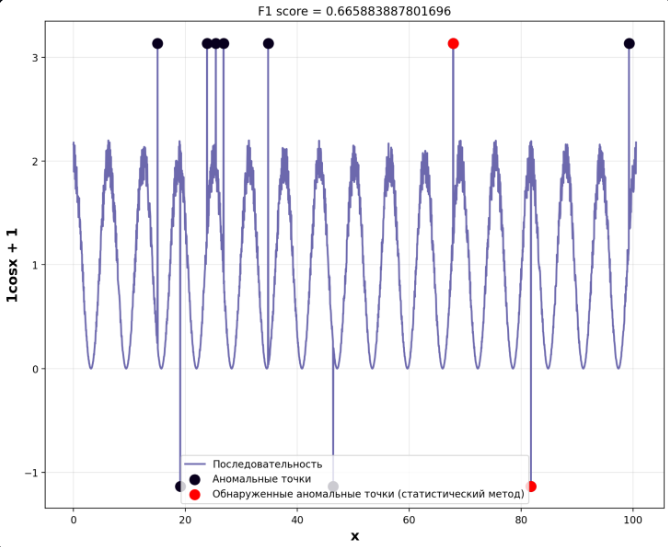 F1 score = 0.665883887801696
3
2
1
0
−1
1cosx + 1
Последовательность
Аномальные точки
Обнаруженные аномальные точки (статистический метод)
0 20 40 60 80 100
x